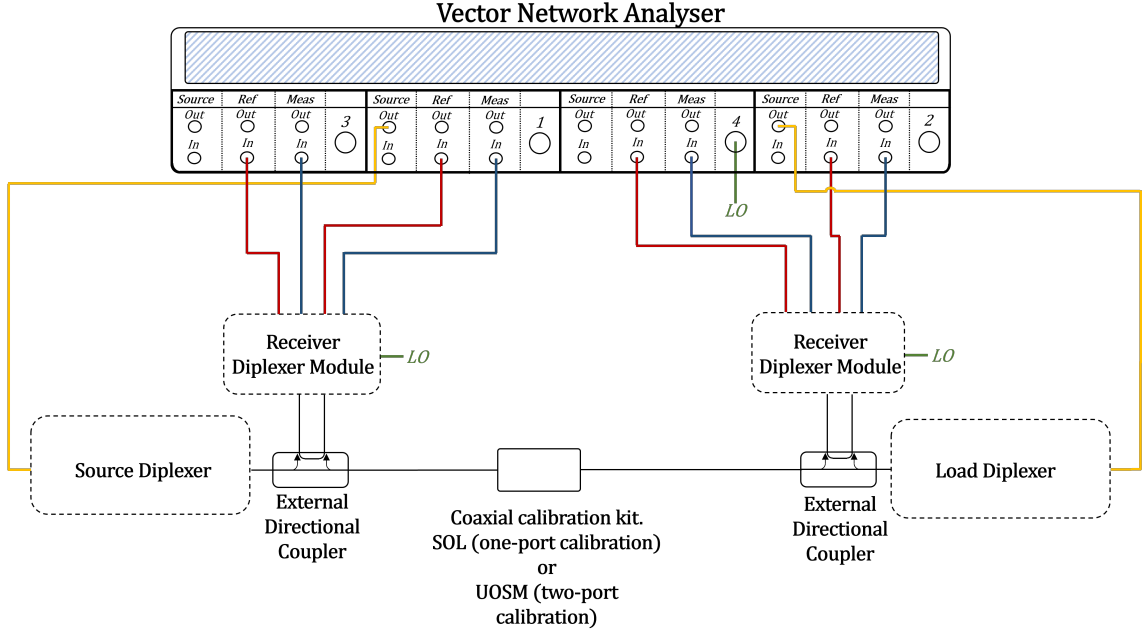 Vector Network Analyser
Source Ref Meas Source Ref Meas Source Ref Meas Source Ref Meas
Out Out Out 3 Out Out Out 1 Out Out Out 4 Out Out Out 2
In In In In In In In In In In In In
LO
Receiver
Diplexer Module
LO
Receiver
Diplexer Module
LO
Source Diplexer
Load Diplexer
External
Directional
Coupler
Coaxial calibration kit.
SOL (one-port calibration)
or
UOSM (two-port
calibration)
External
Directional
Coupler